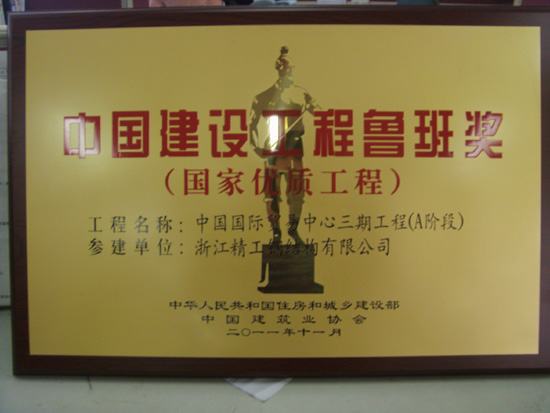 中国建设工程鲁班奖
（国家优质工程）
工程名称：中国国际贸易中心三期工程(A阶段)
参建单位：浙江精工钢结构有限公司
中华人民共和国住房和城乡建设部
中国建筑业协会
二〇一一年十一月